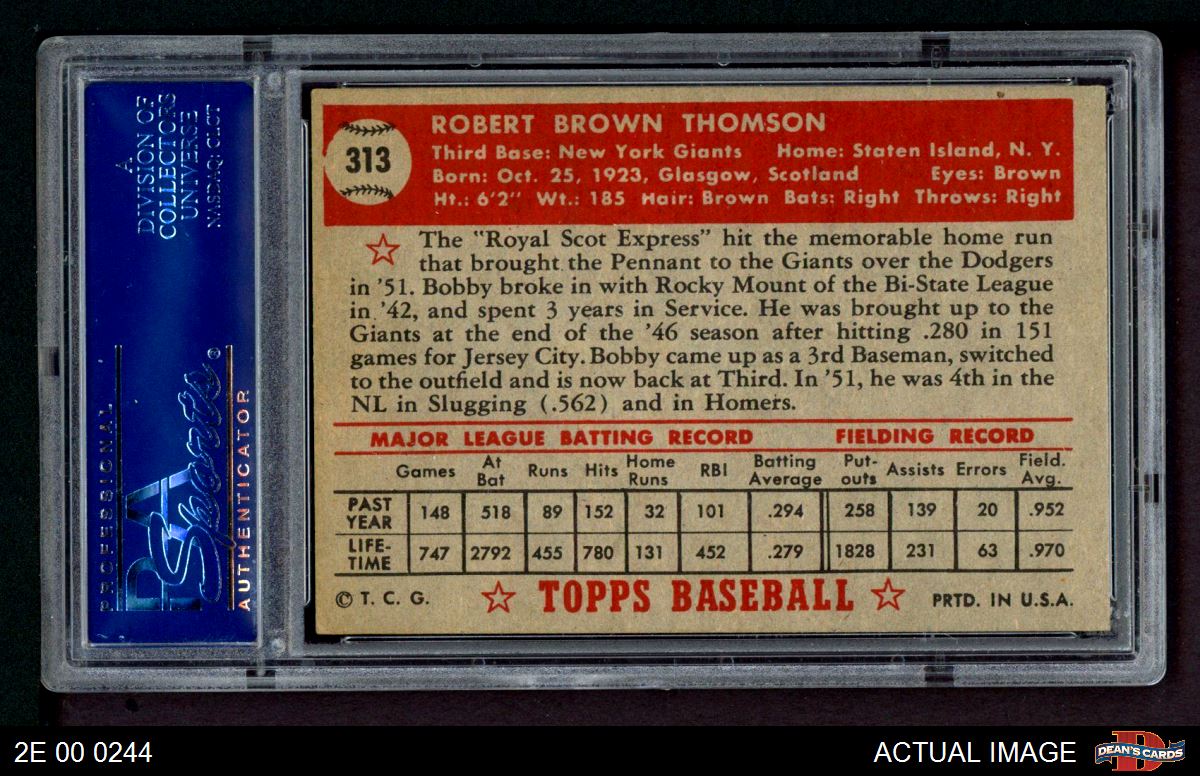 A
DIVISION OF
COLLECTORS
UNIVERSE
NASDAQ: CLCT
PROFESSIONAL
PSA
Sports®
AUTHENTICATOR
313
ROBERT BROWN THOMSON
Third Base: New York Giants Home: Staten Island, N. Y.
Born: Oct. 25, 1923, Glasgow, Scotland Eyes: Brown
Ht.: 6'2" Wt.: 185 Hair: Brown Bats: Right Throws: Right
The "Royal Scot Express" hit the memorable home run
that brought the Pennant to the Giants over the Dodgers
in '51. Bobby broke in with Rocky Mount of the Bi-State League
in '42, and spent 3 years in Service. He was brought up to the
Giants at the end of the '46 season after hitting .280 in 151
games for Jersey City. Bobby came up as a 3rd Baseman, switched
to the outfield and is now back at Third. In '51, he was 4th in the
NL in Slugging (.562) and in Homers.
MAJOR LEAGUE BATTING RECORD FIELDING RECORD
Games At Bat Runs Hits Home Runs RBI Batting Average Put-outs Assists Errors Field. Avg.
PAST YEAR 148 518 89 152 32 101 .294 258 139 20 .952
LIFE-TIME 747 2792 455 780 131 452 .279 1828 231 63 .970
© T. C. G. TOPPS BASEBALL PRTD. IN U.S.A.
2E 00 0244 ACTUAL IMAGE DEAN'S CARDS